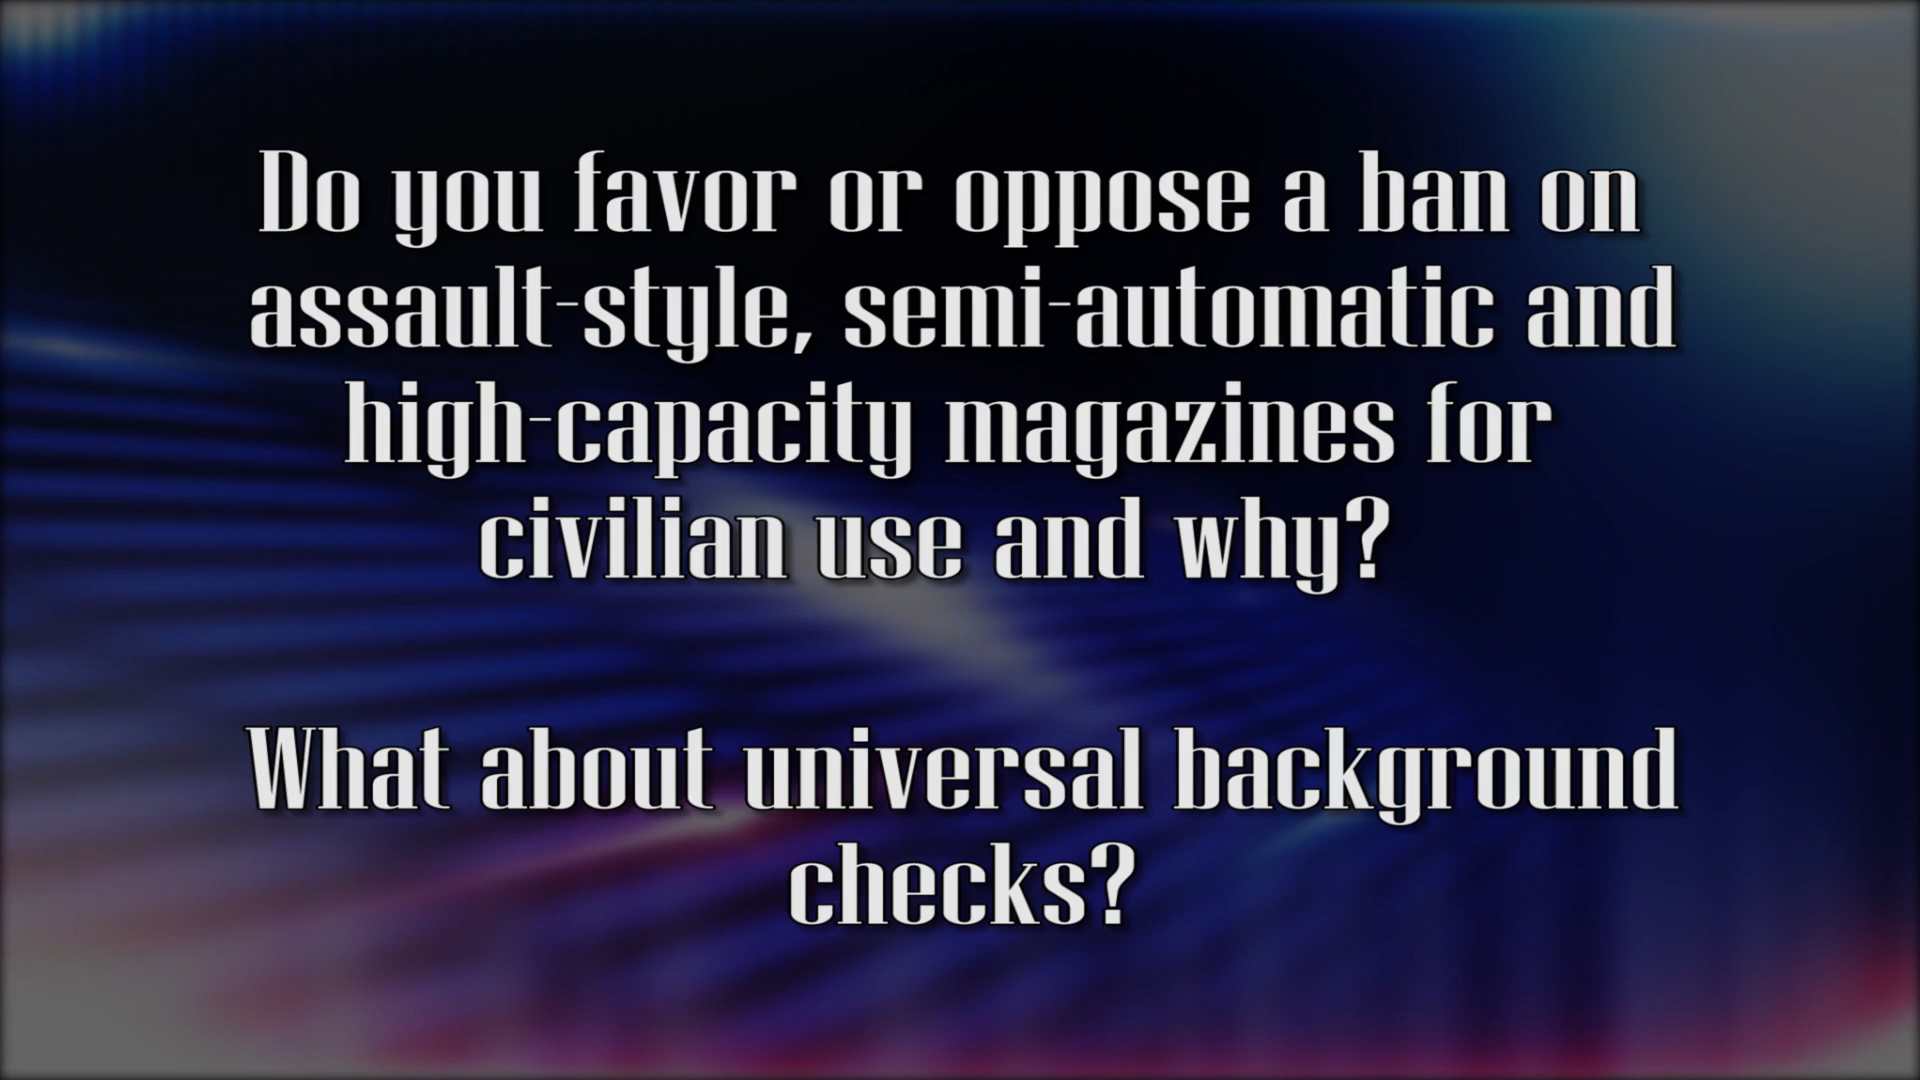 Do you favor or oppose a ban on
assault-style, semi-automatic and
high-capacity magazines for
civilian use and why?
What about universal background
checks?